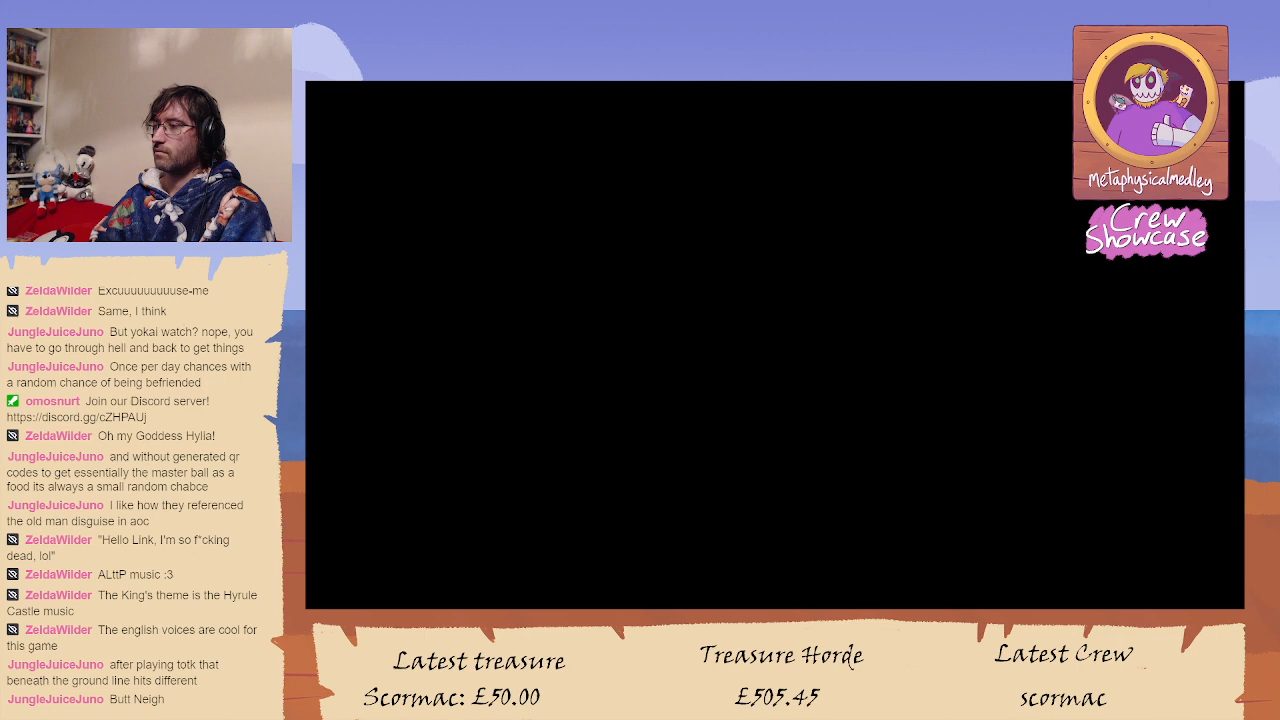 metaphysicalmedley
Crew
Showcase
ZeldaWilder Excuuuuuuuuuse-me
ZeldaWilder Same, I think
JungleJuiceJuno But yokai watch? nope, you
have to go through hell and back to get things
JungleJuiceJuno Once per day chances with
a random chance of being befriended
omosnurt Join our Discord server!
https://discord.gg/cZHPAUj
ZeldaWilder Oh my Goddess Hylia!
JungleJuiceJuno and without generated qr
codes to get essentially the master ball as a
food its always a small random chabce
JungleJuiceJuno I like how they referenced
the old man disguise in aoc
ZeldaWilder "Hello Link, I'm so f*cking
dead, lol"
ZeldaWilder ALttP music :3
ZeldaWilder The King's theme is the Hyrule
Castle music
ZeldaWilder The english voices are cool for
this game
JungleJuiceJuno after playing totk that
beneath the ground line hits different
JungleJuiceJuno Butt Neigh
Latest treasure
Scormac: £50.00
Treasure Horde
£505.45
Latest Crew
scormac